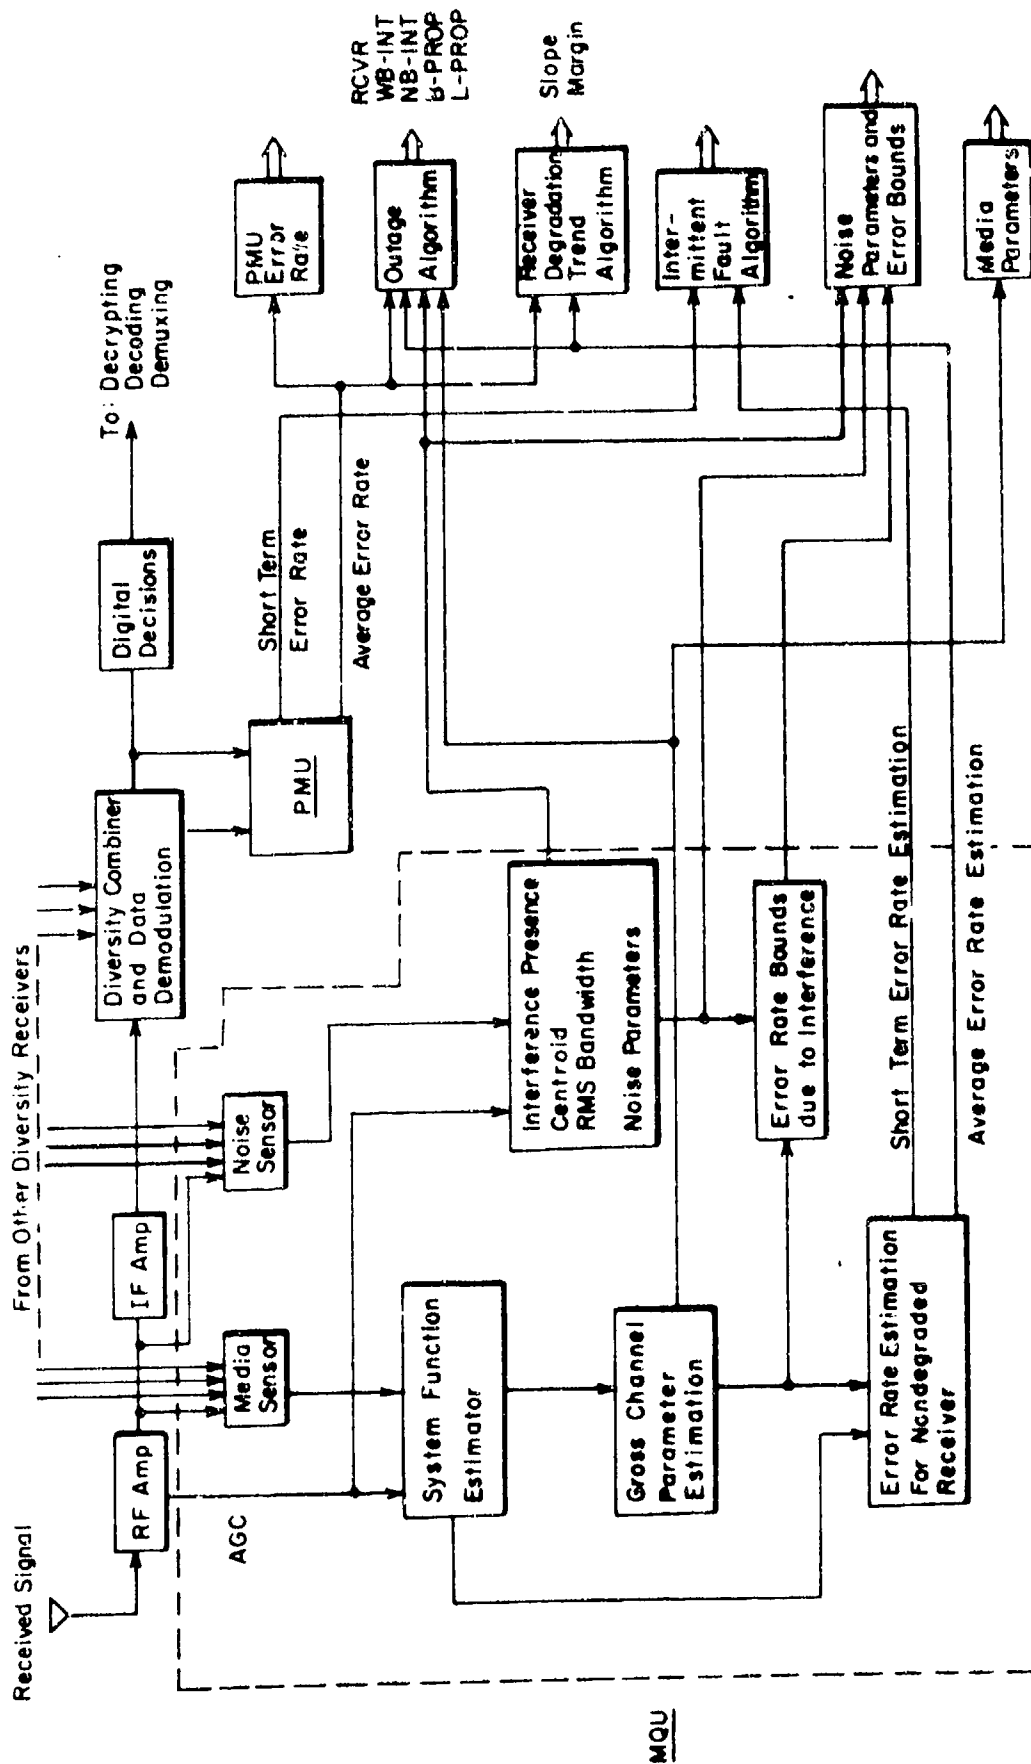 Received Signal
From Other Diversity Receivers
RF Amp
IF Amp
Diversity Combiner
and Data
Demodulation
Digital
Decisions
To: Decrypting
Decoding
Demuxing
AGC
Media
Sensor
Noise
Sensor
PMU
Short Term
Error Rate
Average Error Rate
PMU
Error
Rate
RCVR
WB-INT
NB-INT
B-PROP
L-PROP
Outage
Algorithm
System Function
Estimator
Interference Presence
Centroid
RMS Bandwidth
Noise Parameters
Receiver
Degradation
Trend
Algorithm
Slope
Margin
Gross Channel
Parameter
Estimation
Inter-
mittent
Fault
Algorithm
Error Rate Bounds
due to Interference
Noise
Parameters and
Error Bounds
Error Rate Estimation
For Nondegraded
Receiver
Short Term Error Rate Estimation
Average Error Rate Estimation
Media
Parameters
MQU